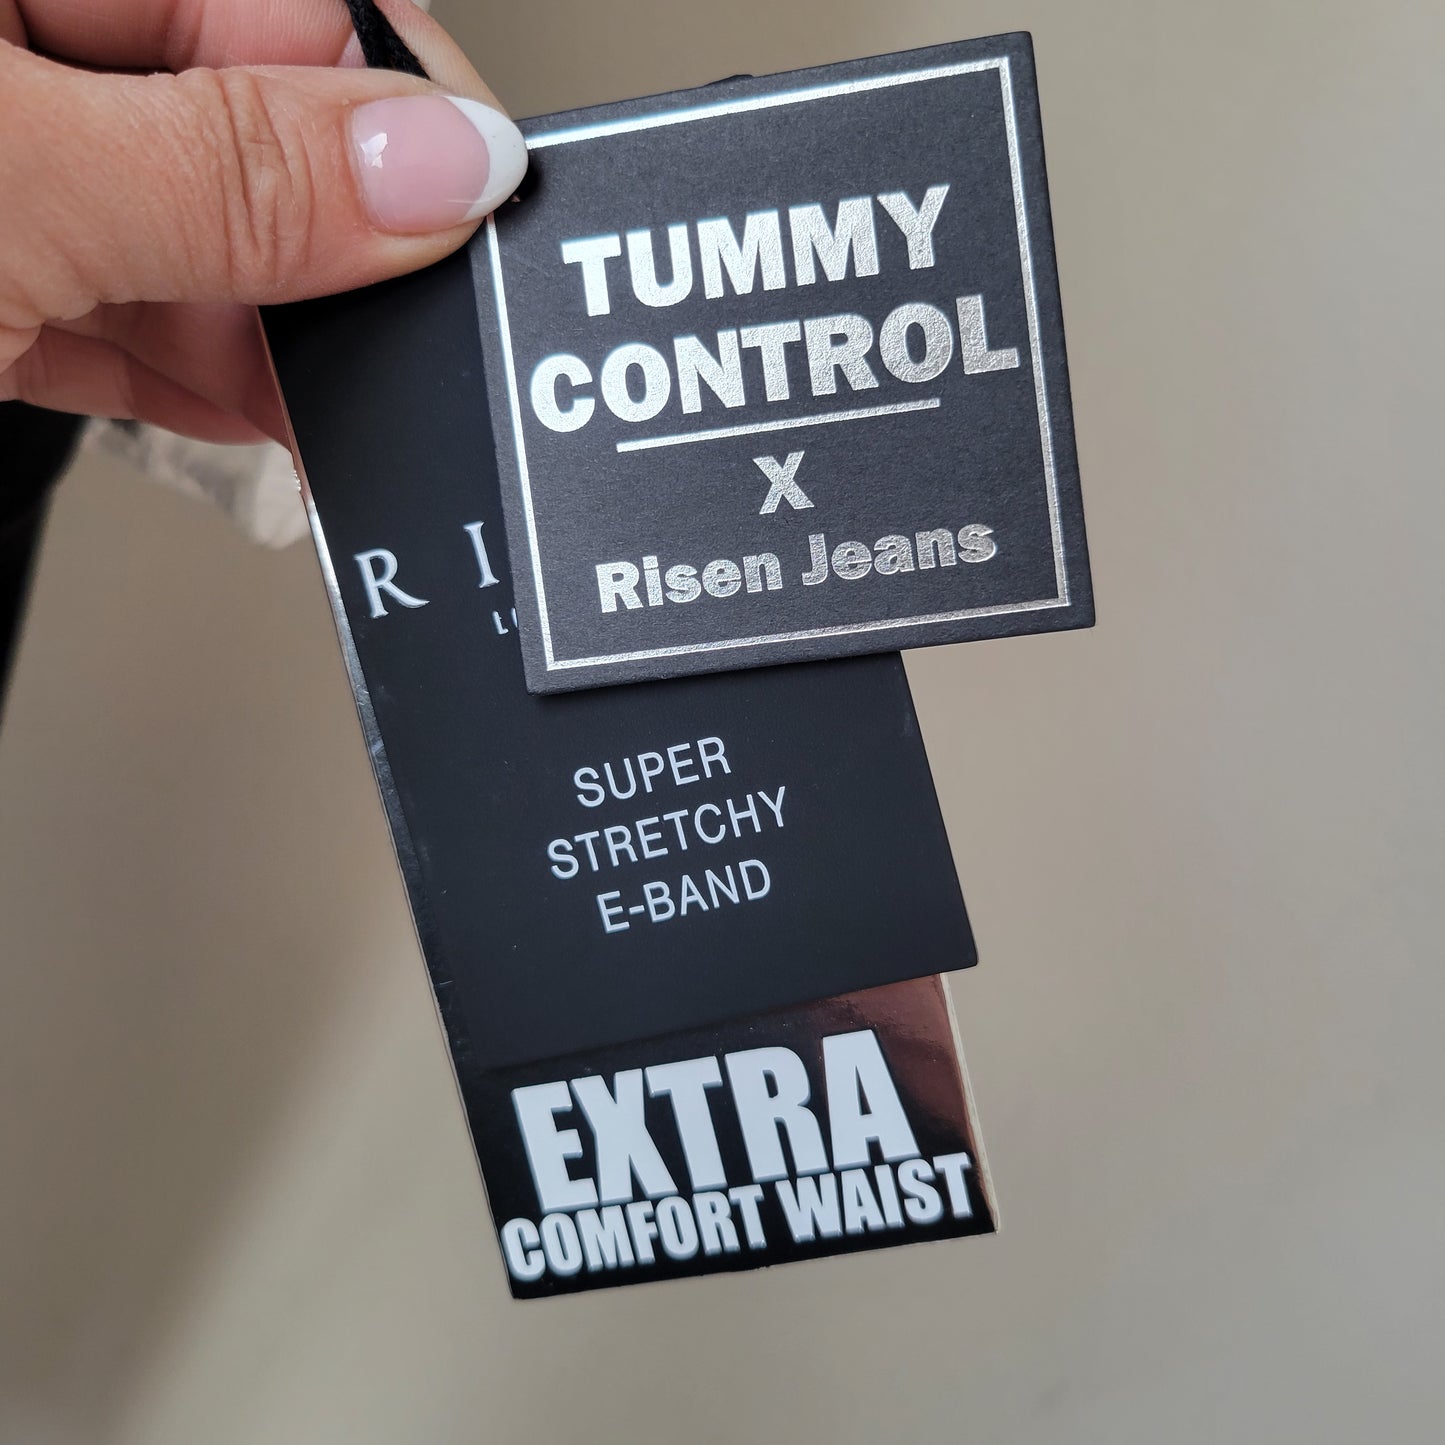 TUMMY
CONTROL
X
Risen Jeans
R I
SUPER
STRETCHY
E-BAND
EXTRA
COMFORT WAIST